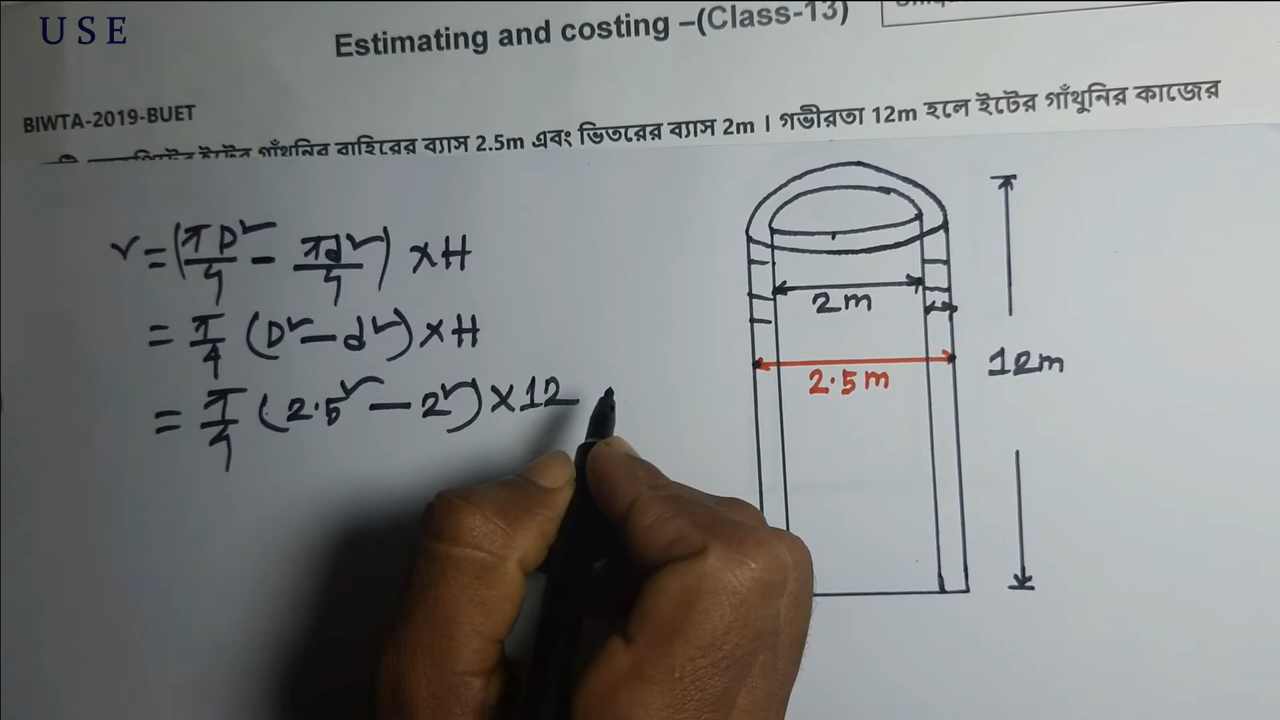 U S E
Estimating and costing –(Class-13)
BIWTA-2019-BUET
ইটের গাঁথুনির বাহিরের ব্যাস 2.5m এবং ভিতরের ব্যাস 2m । গভীরতা 12m হলে ইটের গাঁথুনির কাজের
v = (πD²/4 − πd²/4) × H
= π/4 (D² − d²) × H
= π/4 (2.5² − 2²) × 12
2m
2.5m
12m